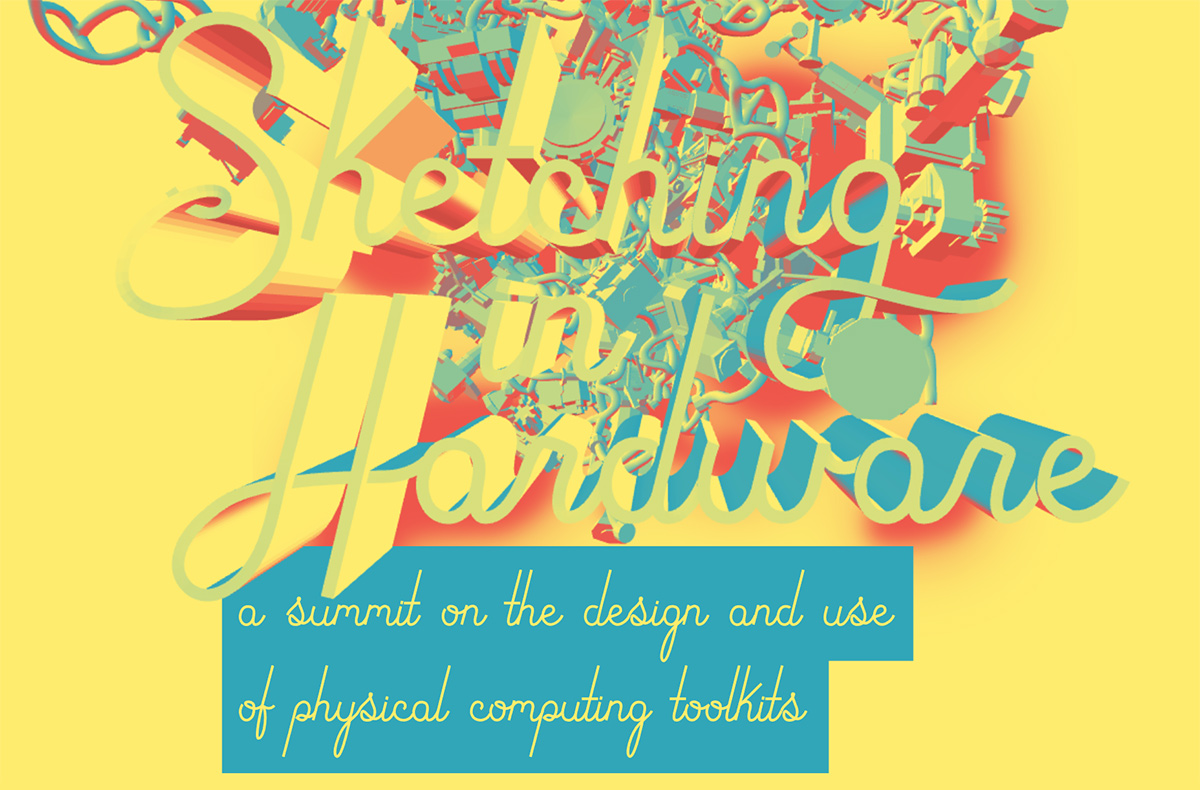 Sketching
in
Hardware
a summit on the design and use
of physical computing toolkits